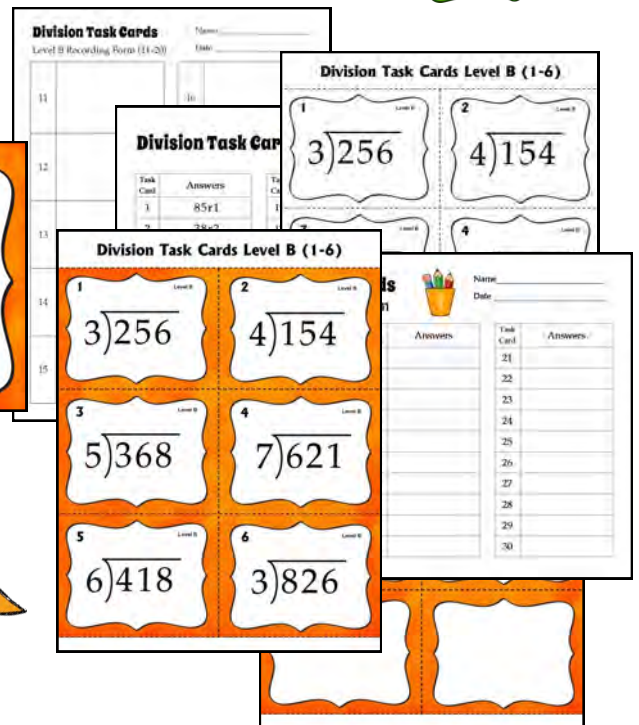 Division Task Cards
Name
Level B Recording Form (11-20)
Date
11
16
12
13
14
15
Division Task Car
Task
Card
Answers
1
85r1
Division Task Cards Level B (1-6)
1
Level B
3)256
2
Level B
4)154
4
Level B
Name
Date
Answers
Task
Card
Answers
21
22
23
24
25
26
27
28
29
30
Division Task Cards Level B (1-6)
1
Level B
3)256
2
Level B
4)154
3
Level B
5)368
4
Level B
7)621
5
Level B
6)418
6
Level B
3)826